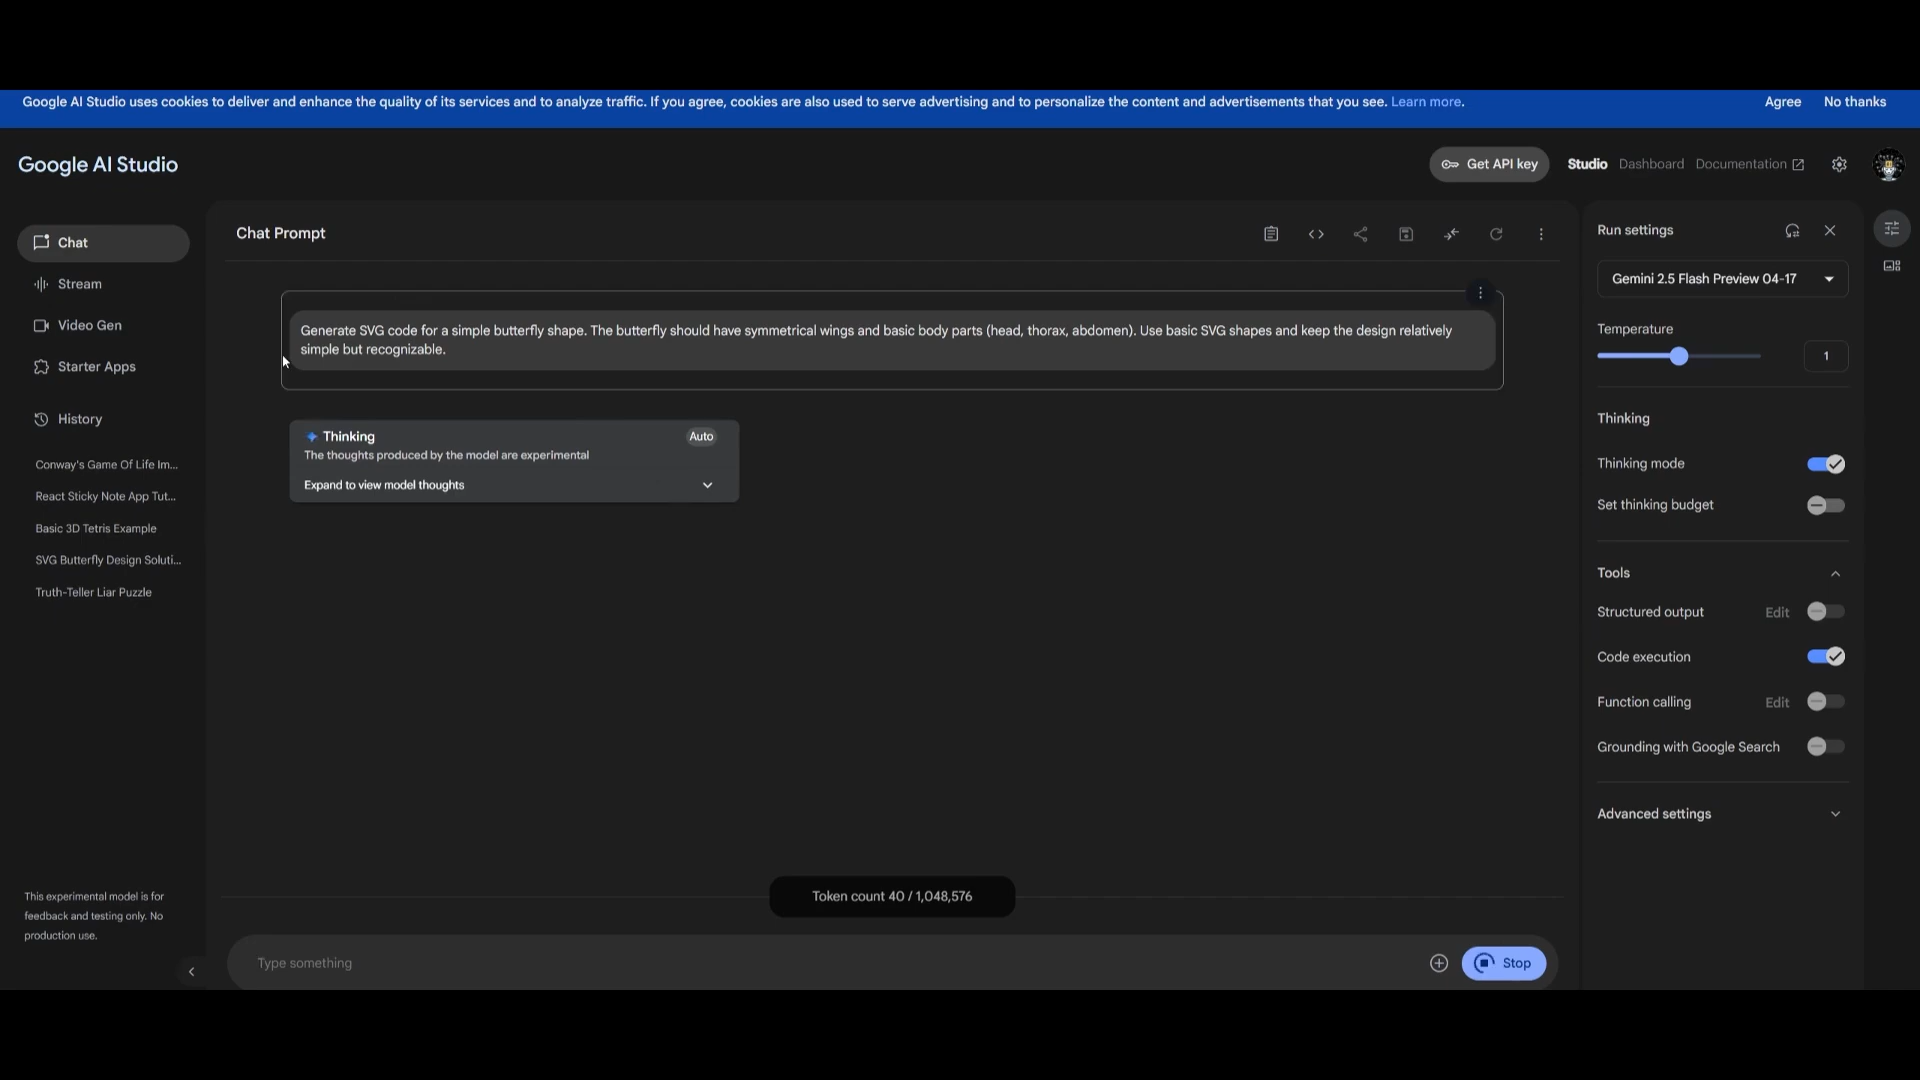 Google AI Studio uses cookies to deliver and enhance the quality of its services and to analyze traffic. If you agree, cookies are also used to serve advertising and to personalize the content and advertisements that you see. Learn more.
Agree
No thanks
Google AI Studio
Get API key
Studio
Dashboard
Documentation
Chat
Stream
Video Gen
Starter Apps
History
Conway's Game Of Life Im...
React Sticky Note App Tut...
Basic 3D Tetris Example
SVG Butterfly Design Soluti...
Truth-Teller Liar Puzzle
This experimental model is for
feedback and testing only. No
production use.
Chat Prompt
Generate SVG code for a simple butterfly shape. The butterfly should have symmetrical wings and basic body parts (head, thorax, abdomen). Use basic SVG shapes and keep the design relatively
simple but recognizable.
Thinking
Auto
The thoughts produced by the model are experimental
Expand to view model thoughts
Token count 40 / 1,048,576
Type something
Stop
Run settings
Gemini 2.5 Flash Preview 04-17
Temperature
1
Thinking
Thinking mode
Set thinking budget
Tools
Structured output
Edit
Code execution
Function calling
Edit
Grounding with Google Search
Advanced settings